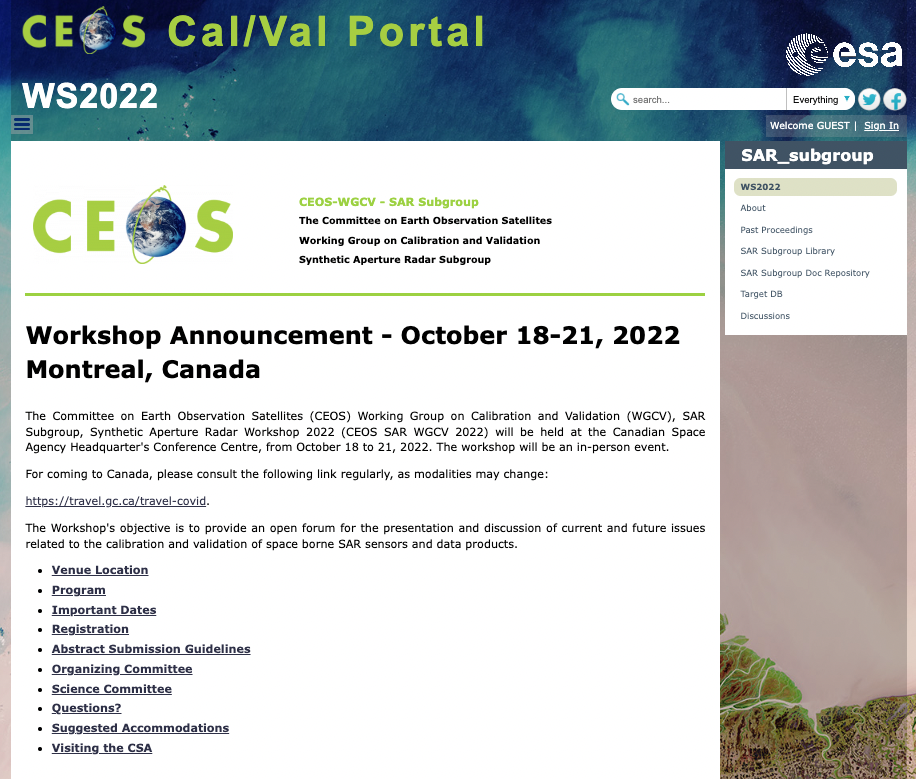 CEOS Cal/Val Portal
esa
WS2022
search...
Everything
Welcome GUEST | Sign In
SAR_subgroup
WS2022
About
Past Proceedings
SAR Subgroup Library
SAR Subgroup Doc Repository
Target DB
Discussions
CEOS
CEOS-WGCV - SAR Subgroup
The Committee on Earth Observation Satellites
Working Group on Calibration and Validation
Synthetic Aperture Radar Subgroup
Workshop Announcement - October 18-21, 2022
Montreal, Canada
The Committee on Earth Observation Satellites (CEOS) Working Group on Calibration and Validation (WGCV), SAR
Subgroup, Synthetic Aperture Radar Workshop 2022 (CEOS SAR WGCV 2022) will be held at the Canadian Space
Agency Headquarter's Conference Centre, from October 18 to 21, 2022. The workshop will be an in-person event.
For coming to Canada, please consult the following link regularly, as modalities may change:
https://travel.gc.ca/travel-covid.
The Workshop's objective is to provide an open forum for the presentation and discussion of current and future issues
related to the calibration and validation of space borne SAR sensors and data products.
• Venue Location
• Program
• Important Dates
• Registration
• Abstract Submission Guidelines
• Organizing Committee
• Science Committee
• Questions?
• Suggested Accommodations
• Visiting the CSA